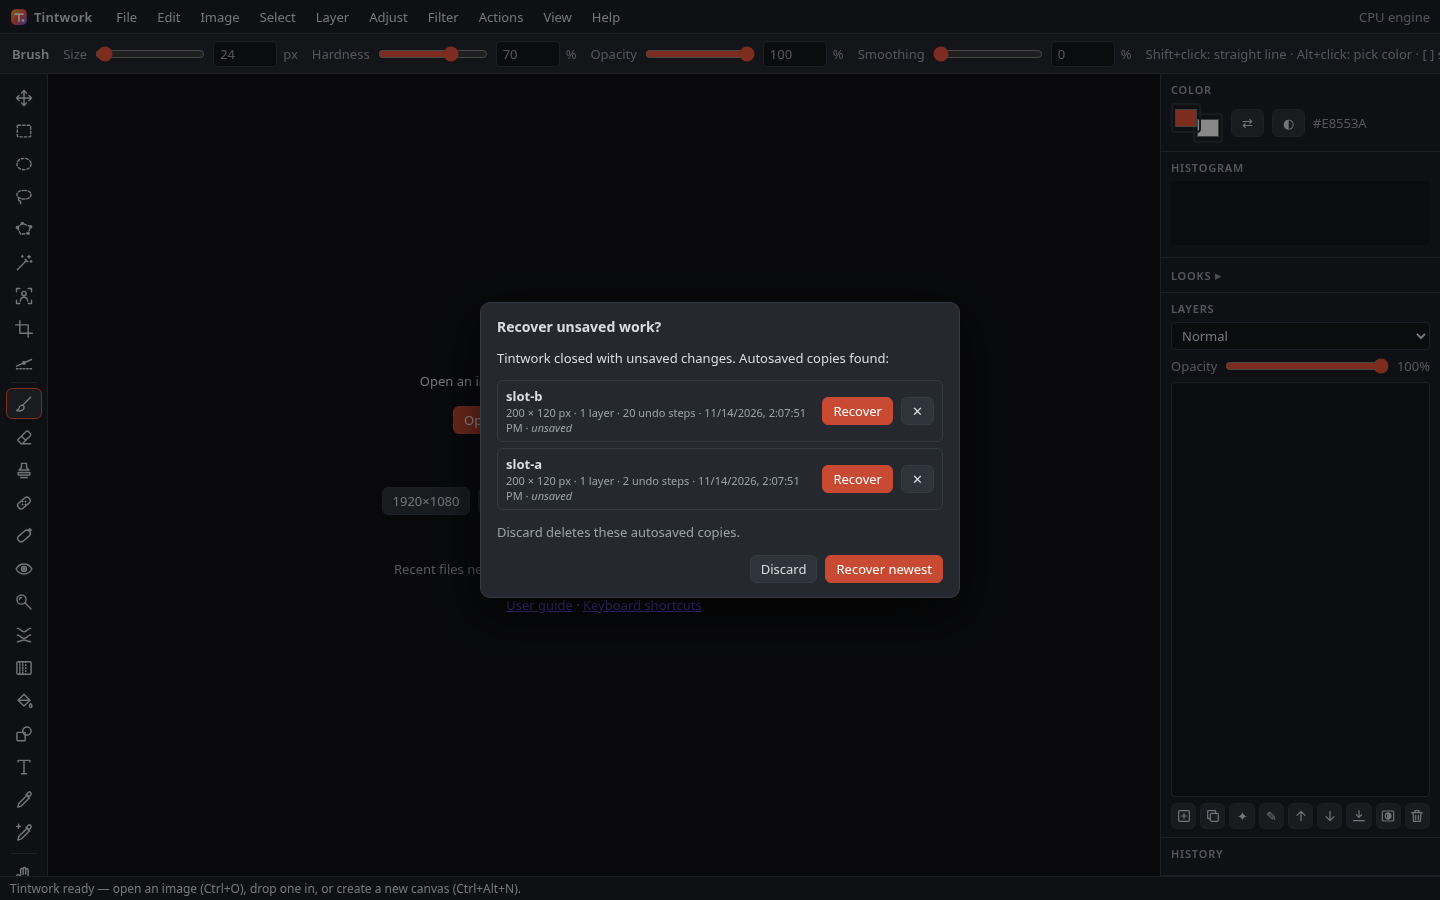 Tintwork File Edit Image Select Layer Adjust Filter Actions View Help CPU engine
Brush Size 24 px Hardness 70 % Opacity 100 % Smoothing 0 % Shift+click: straight line · Alt+click: pick color · [ ]
COLOR
#E8553A
HISTOGRAM
LOOKS ▸
LAYERS
Normal
Opacity 100%
Open an i
Op
1920×1080
Recent files ne
User guide · Keyboard shortcuts
Recover unsaved work?
Tintwork closed with unsaved changes. Autosaved copies found:
slot-b
200 × 120 px · 1 layer · 20 undo steps · 11/14/2026, 2:07:51
PM · unsaved
Recover ×
slot-a
200 × 120 px · 1 layer · 2 undo steps · 11/14/2026, 2:07:51
PM · unsaved
Recover ×
Discard deletes these autosaved copies.
Discard Recover newest
HISTORY
Tintwork ready — open an image (Ctrl+O), drop one in, or create a new canvas (Ctrl+Alt+N).